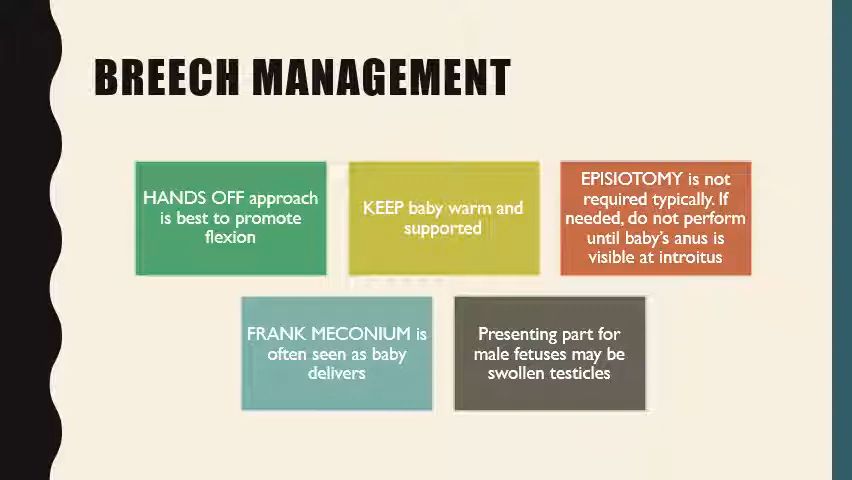 BREECH MANAGEMENT
HANDS OFF approach
is best to promote
flexion
KEEP baby warm and
supported
EPISIOTOMY is not
required typically. If
needed, do not perform
until baby's anus is
visible at introitus
FRANK MECONIUM is
often seen as baby
delivers
Presenting part for
male fetuses may be
swollen testicles